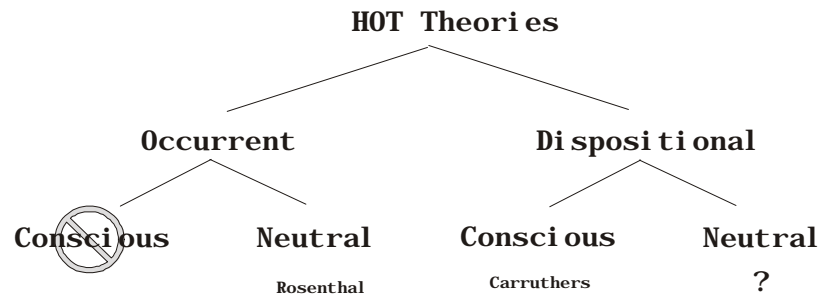 HOT Theories
Occurrent Dispositional
Conscious Neutral Conscious Neutral
Rosenthal Carruthers ?